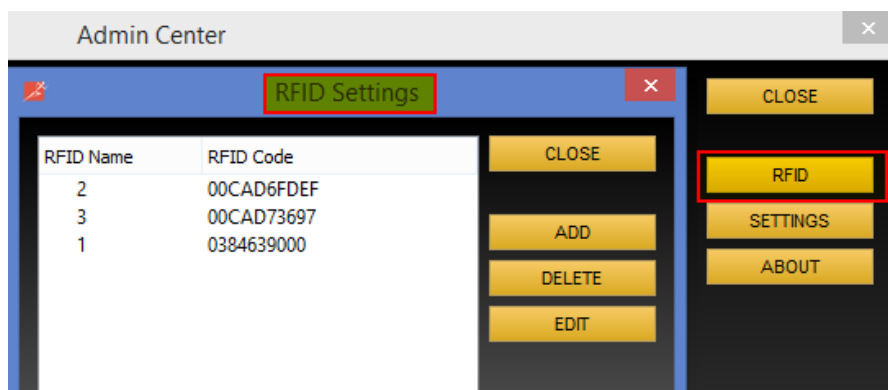 Admin Center
RFID Settings
CLOSE
RFID
SETTINGS
ABOUT
RFID Name RFID Code
2 00CAD6FDEF
3 00CAD73697
1 0384639000
CLOSE
ADD
DELETE
EDIT